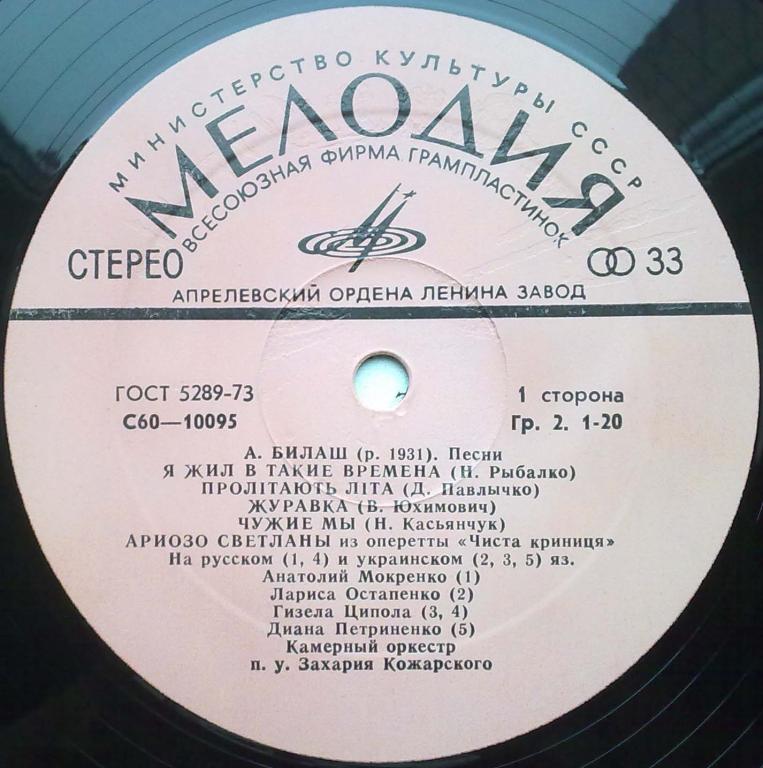 МИНИСТЕРСТВО КУЛЬТУРЫ СССР
МЕЛОДИЯ
ВСЕСОЮЗНАЯ ФИРМА ГРАМПЛАСТИНОК
СТЕРЕО
33
АПРЕЛЕВСКИЙ ОРДЕНА ЛЕНИНА ЗАВОД
ГОСТ 5289-73
1 сторона
С60—10095
Гр. 2. 1-20
А. БИЛАШ (р. 1931). Песни
Я ЖИЛ В ТАКИЕ ВРЕМЕНА (Н. Рыбалко)
ПРОЛІТАЮТЬ ЛІТА (Д. Павлычко)
ЖУРАВКА (В. Юхимович)
ЧУЖИЕ МЫ (Н. Касьянчук)
АРИОЗО СВЕТЛАНЫ из оперетты «Чиста криниця»
На русском (1, 4) и украинском (2, 3, 5) яз.
Анатолий Мокренко (1)
Лариса Остапенко (2)
Гизела Ципола (3, 4)
Диана Петриненко (5)
Камерный оркестр
п. у. Захария Кожарского